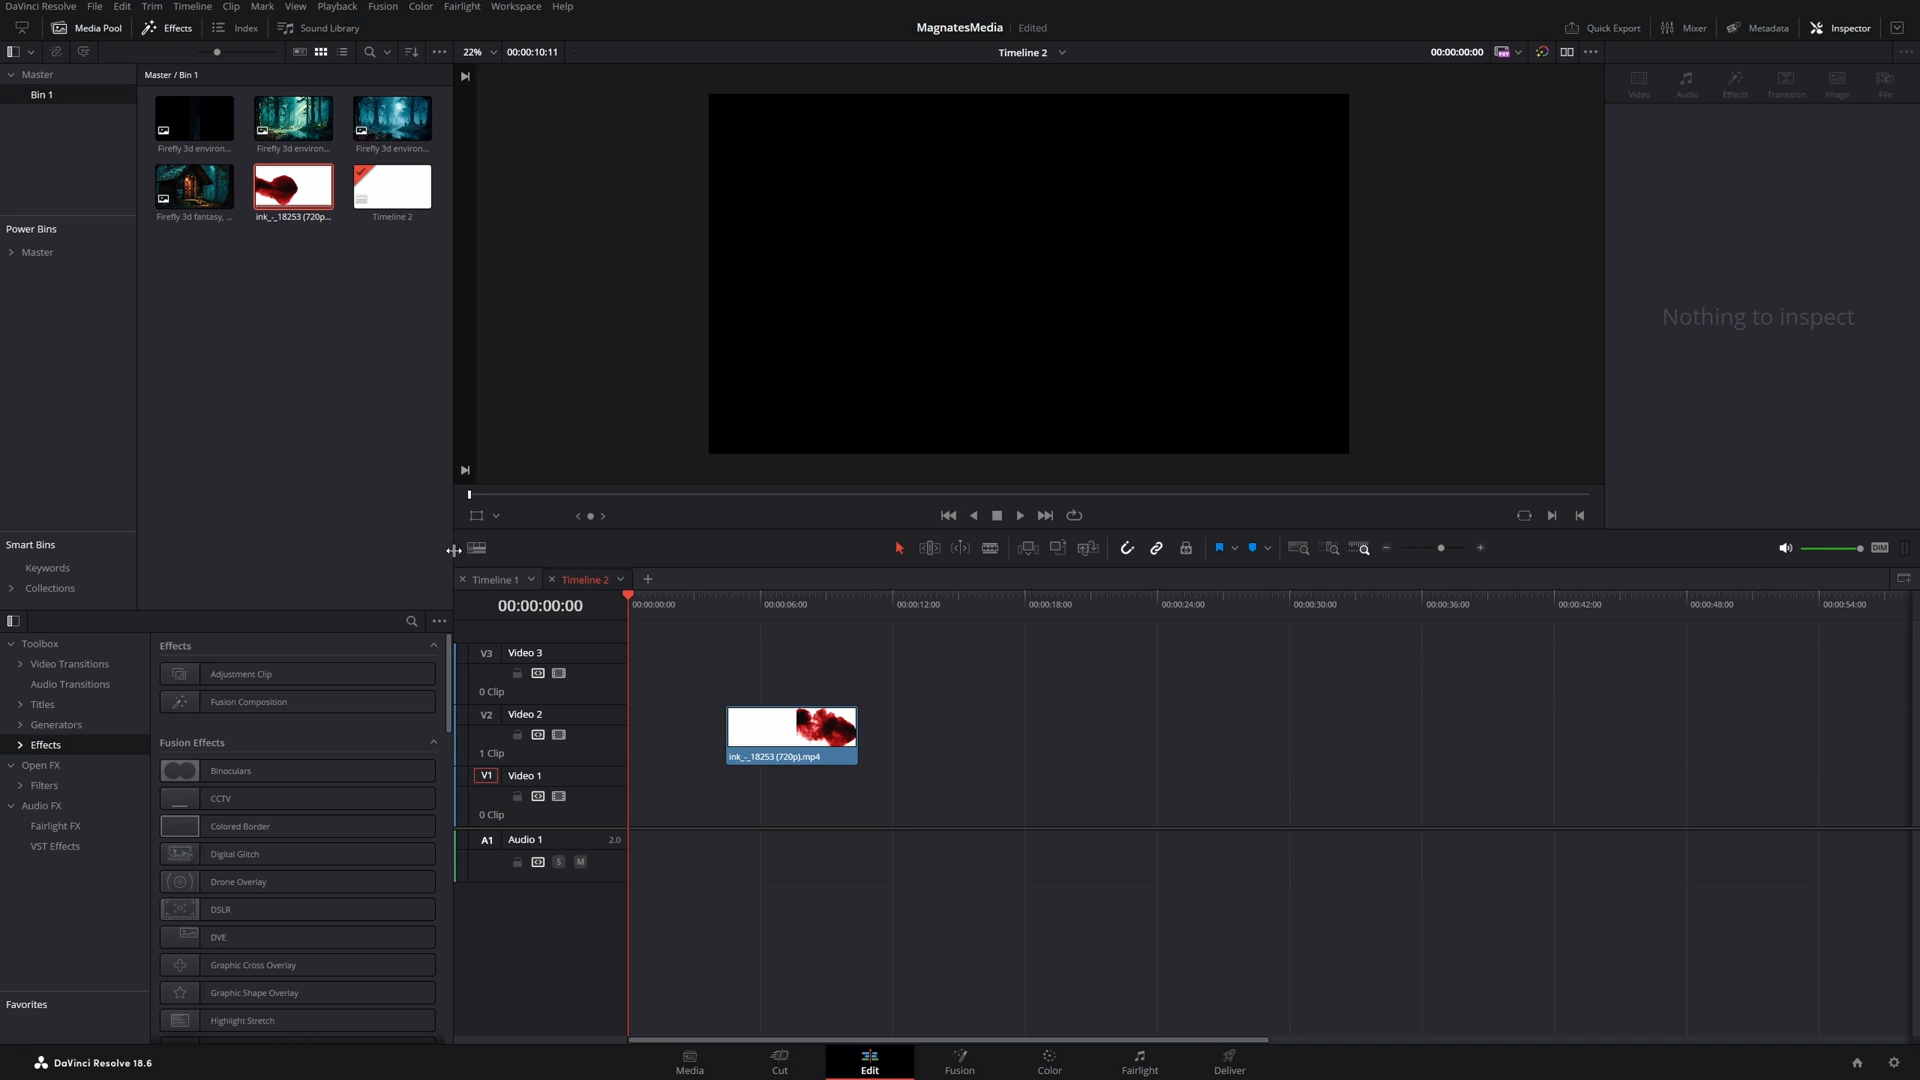 DaVinci Resolve File Edit Trim Timeline Clip Mark View Playback Fusion Color Fairlight Workspace Help
Media Pool Effects Index Sound Library MagnatesMedia Edited Quick Export Mixer Metadata Inspector
22% 00:00:10:11 Timeline 2 00:00:00:00
Master
Bin 1
Master / Bin 1
Firefly 3d environ... Firefly 3d environ... Firefly 3d environ...
Firefly 3d fantasy, ... ink_-_18253 (720p... Timeline 2
Power Bins
Master
Smart Bins
Keywords
Collections
Video Audio Effects Transition Image File
Nothing to inspect
DIM
Timeline 1 Timeline 2
00:00:00:00
00:00:00:00 00:00:06:00 00:00:12:00 00:00:18:00 00:00:24:00 00:00:30:00 00:00:36:00 00:00:42:00 00:00:48:00 00:00:54:00
V3 Video 3
0 Clip
V2 Video 2
1 Clip
ink_-_18253 (720p).mp4
V1 Video 1
0 Clip
A1 Audio 1 2.0
S M
Toolbox
Video Transitions
Audio Transitions
Titles
Generators
Effects
Open FX
Filters
Audio FX
Fairlight FX
VST Effects
Favorites
Effects
Adjustment Clip
Fusion Composition
Fusion Effects
Binoculars
CCTV
Colored Border
Digital Glitch
Drone Overlay
DSLR
DVE
Graphic Cross Overlay
Graphic Shape Overlay
Highlight Stretch
DaVinci Resolve 18.6
Media Cut Edit Fusion Color Fairlight Deliver